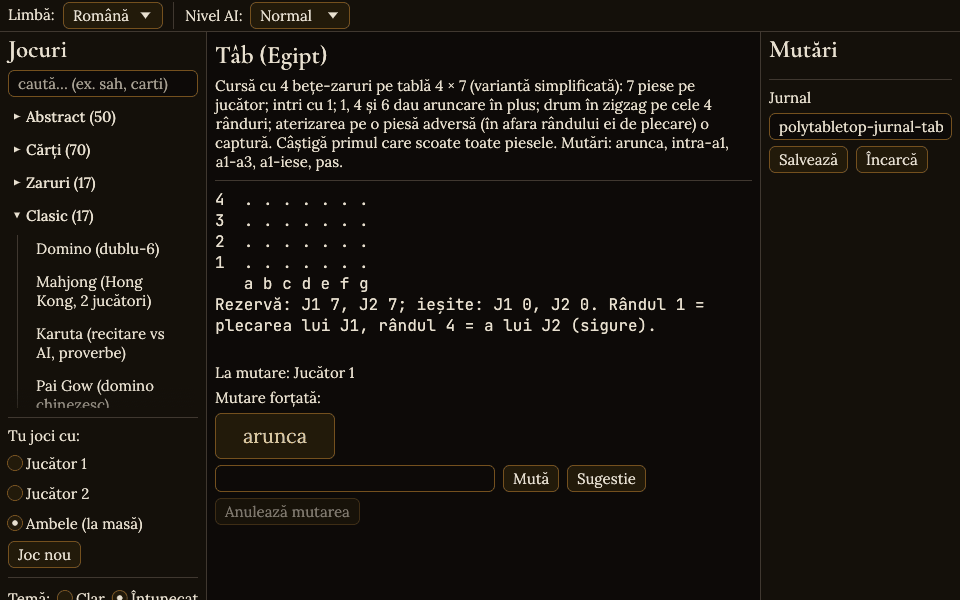 Limbă: Română Nivel AI: Normal
Jocuri
caută... (ex. sah, carti)
Abstract (50)
Cărți (70)
Zaruri (17)
Clasic (17)
Domino (dublu-6)
Mahjong (Hong
Kong, 2 jucători)
Karuta (recitare vs
AI, proverbe)
Pai Gow (domino
chinezesc)
Tu joci cu:
Jucător 1
Jucător 2
Ambele (la masă)
Joc nou
Temă: Clar Întunecat
Tâb (Egipt)
Cursă cu 4 bețe-zaruri pe tablă 4 × 7 (variantă simplificată): 7 piese pe
jucător; intri cu 1; 1, 4 și 6 dau aruncare în plus; drum în zigzag pe cele 4
rânduri; aterizarea pe o piesă adversă (în afara rândului ei de plecare) o
captură. Câștigă primul care scoate toate piesele. Mutări: arunca, intra-a1,
a1-a3, a1-iese, pas.
4 . . . . . . .
3 . . . . . . .
2 . . . . . . .
1 . . . . . . .
a b c d e f g
Rezervă: J1 7, J2 7; ieșite: J1 0, J2 0. Rândul 1 =
plecarea lui J1, rândul 4 = a lui J2 (sigure).
La mutare: Jucător 1
Mutare forțată:
arunca
Mută Sugestie
Anulează mutarea
Mutări
Jurnal
polytabletop-jurnal-tab
Salvează Încarcă